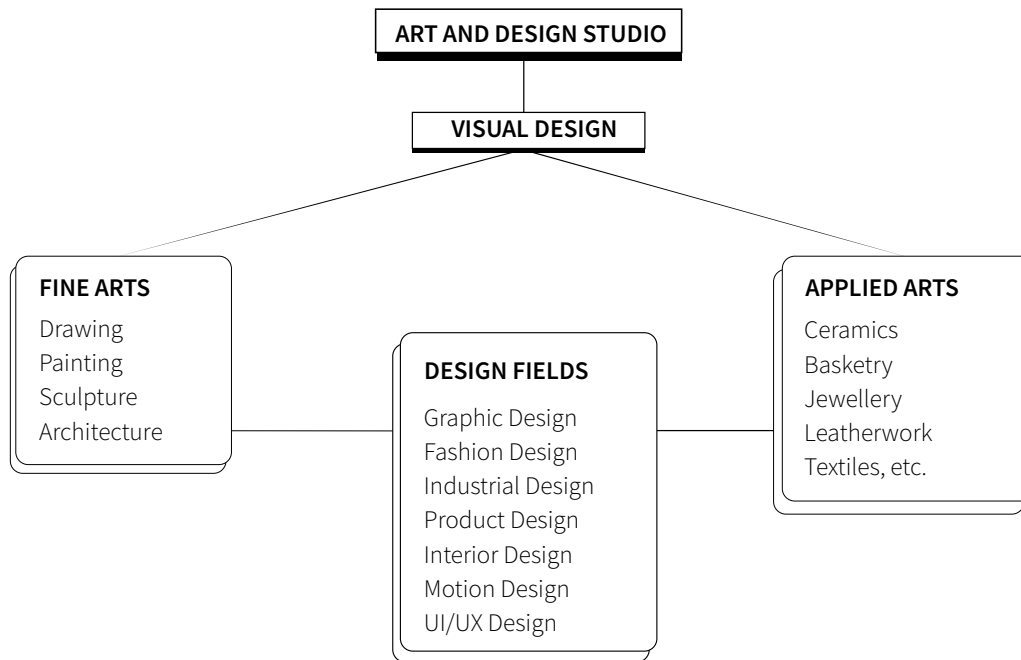 ART AND DESIGN STUDIO
VISUAL DESIGN
FINE ARTS
Drawing
Painting
Sculpture
Architecture
DESIGN FIELDS
Graphic Design
Fashion Design
Industrial Design
Product Design
Interior Design
Motion Design
UI/UX Design
APPLIED ARTS
Ceramics
Basketry
Jewellery
Leatherwork
Textiles, etc.